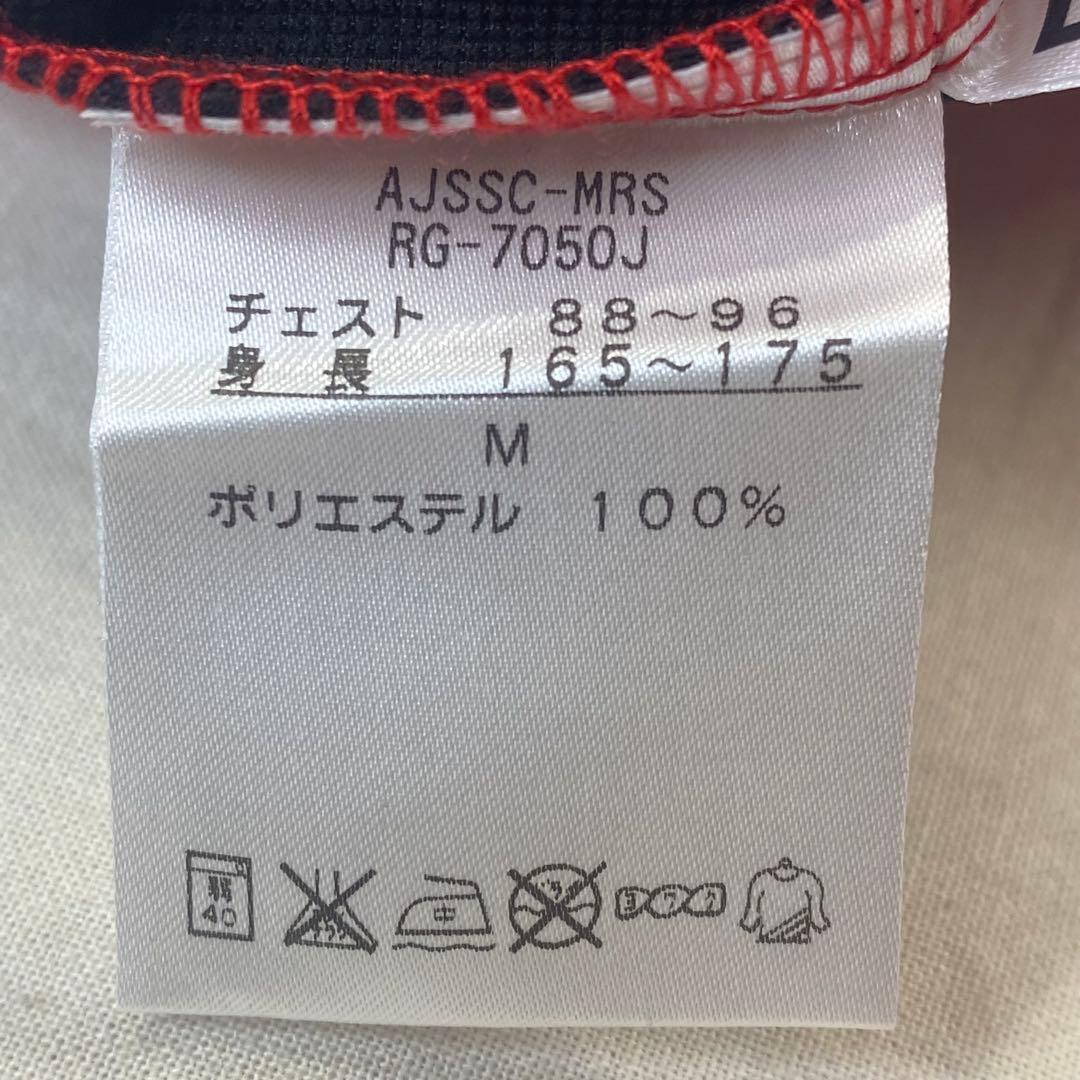 AJSSC-MRS
RG-7050J
チェスト 88～96
身 長 165～175
M
ポリエステル 100%
弱 40 中